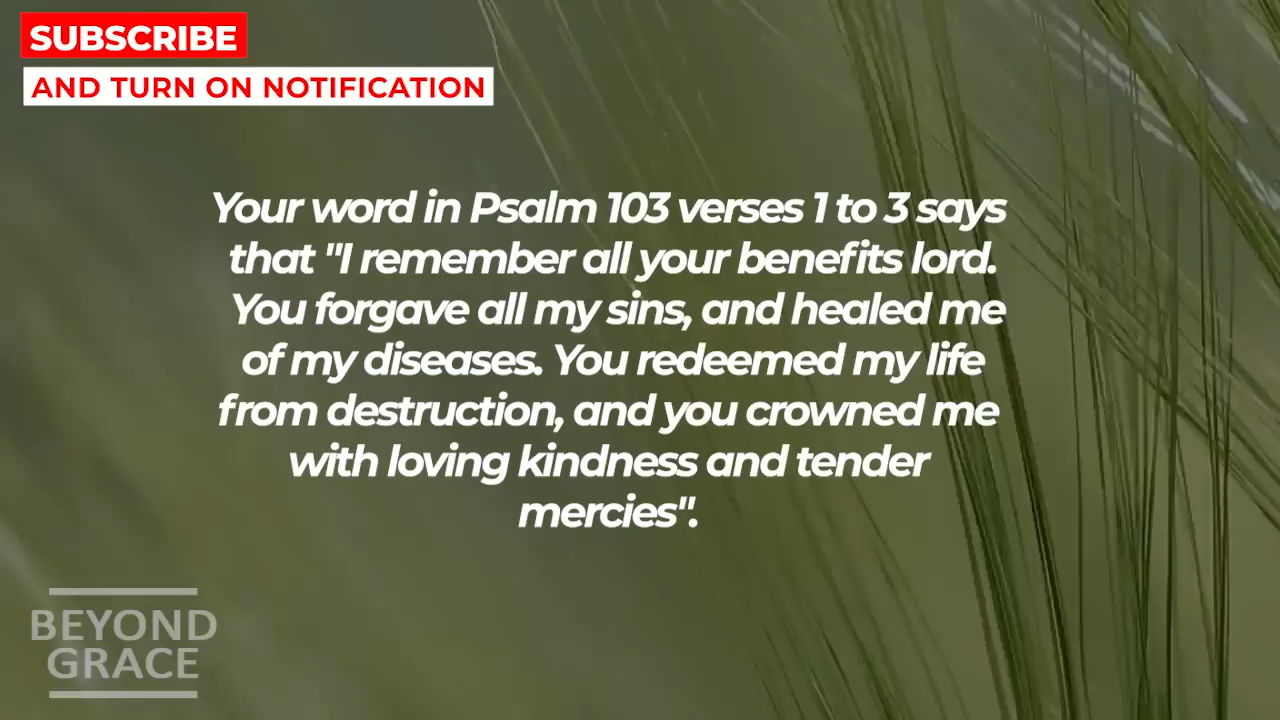 SUBSCRIBE
AND TURN ON NOTIFICATION
Your word in Psalm 103 verses 1 to 3 says
that "I remember all your benefits lord.
You forgave all my sins, and healed me
of my diseases. You redeemed my life
from destruction, and you crowned me
with loving kindness and tender
mercies".
BEYOND
GRACE